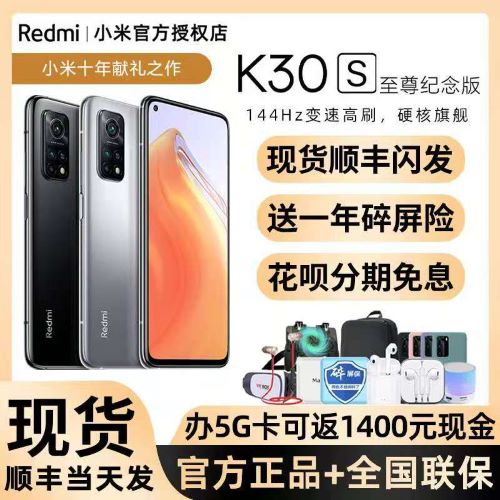 Redmi | 小米官方授权店
小米十年献礼之作
K30 S 至尊纪念版
144Hz变速高刷,硬核旗舰
现货顺丰闪发
送一年碎屏险
花呗分期免息
Redmi
Redmi
碎屏保
现货
顺丰当天发
办5G卡可返1400元现金
官方正品+全国联保